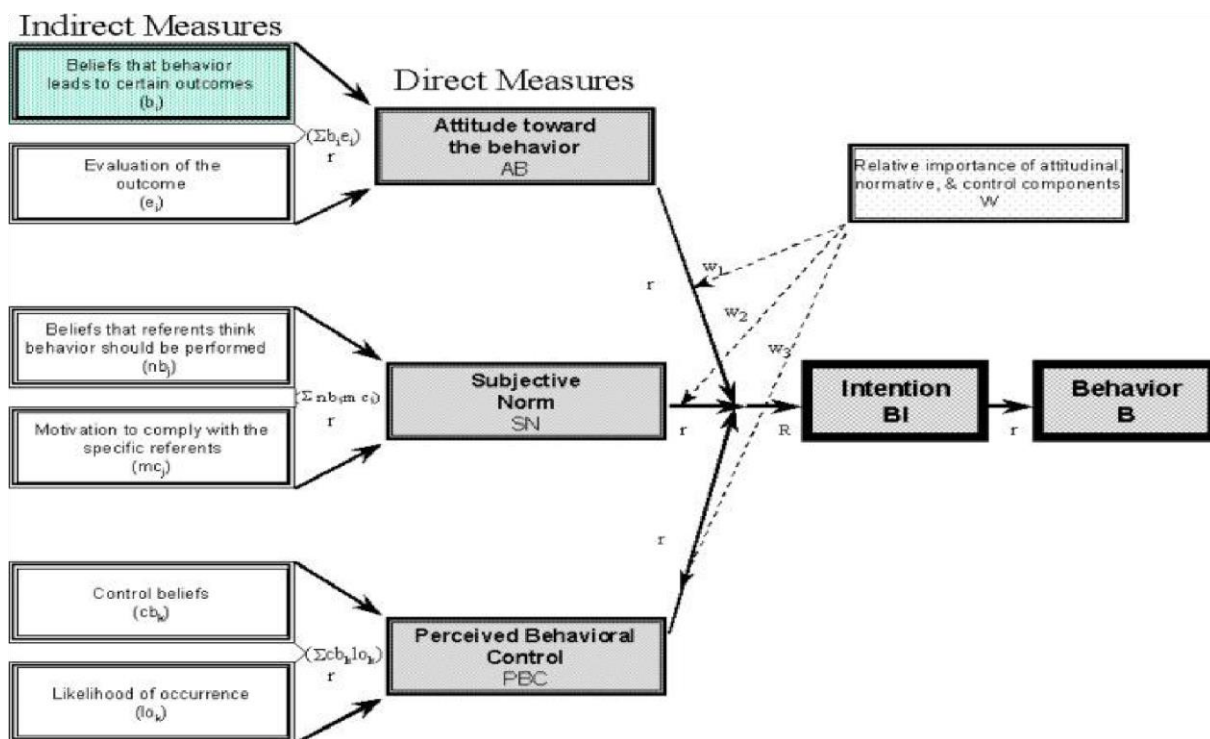 Indirect Measures
Beliefs that behavior
leads to certain outcomes
(bᵢ)
(Σbᵢeᵢ)
r
Evaluation of the
outcome
(eᵢ)
Direct Measures
Attitude toward
the behavior
AB
Relative importance of attitudinal,
normative, & control components
W
r
w₁
w₂
w₃
Beliefs that referents think
behavior should be performed
(nbⱼ)
r
Motivation to comply with the
specific referents
(mcⱼ)
Subjective
Norm
SN
r
R
Intention
BI
r
Behavior
B
r
Control beliefs
(cbₖ)
(Σcbₖloₖ)
r
Likelihood of occurrence
(loₖ)
Perceived Behavioral
Control
PBC